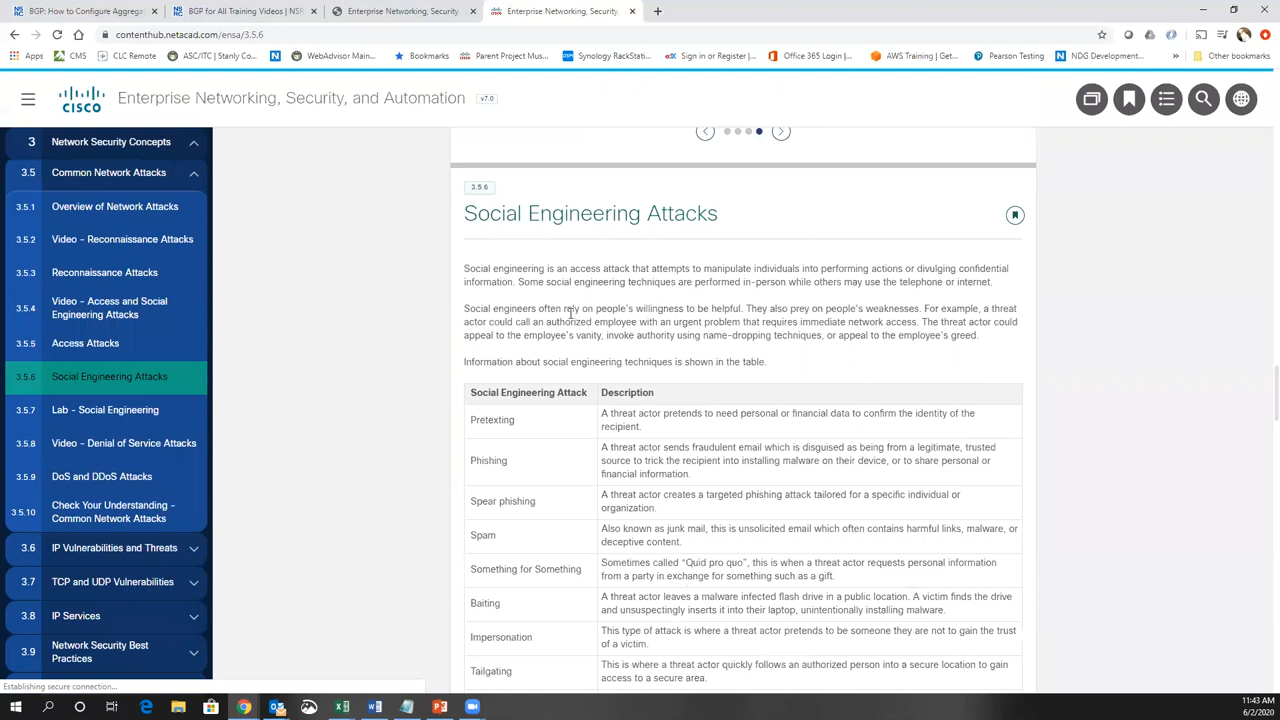 BGP: How to Configure Aggregat
BGP for All Training Videos | NSR
Enterprise Networking, Security,
Enterprise Networking, Security,
contenthub.netacad.com/ensa/3.5.6
Apps
CMS
CLC Remote
ASC/ITC | Stanly Co...
WebAdvisor Main...
Bookmarks
Parent Project Mus...
Synology RackStati...
Sign in or Register |...
Office 365 Login |...
AWS Training | Get...
Pearson Testing
NDG Development...
»
Other bookmarks
CISCO
Enterprise Networking, Security, and Automation
v7.0
3 Network Security Concepts
3.5 Common Network Attacks
3.5.1 Overview of Network Attacks
3.5.2 Video – Reconnaissance Attacks
3.5.3 Reconnaissance Attacks
3.5.4 Video – Access and Social
Engineering Attacks
3.5.5 Access Attacks
3.5.6 Social Engineering Attacks
3.5.7 Lab - Social Engineering
3.5.8 Video - Denial of Service Attacks
3.5.9 DoS and DDoS Attacks
3.5.10 Check Your Understanding -
Common Network Attacks
3.6 IP Vulnerabilities and Threats
3.7 TCP and UDP Vulnerabilities
3.8 IP Services
3.9 Network Security Best
Practices
3.5.6
Social Engineering Attacks
Social engineering is an access attack that attempts to manipulate individuals into performing actions or divulging confidential
information. Some social engineering techniques are performed in-person while others may use the telephone or internet.
Social engineers often rely on people's willingness to be helpful. They also prey on people's weaknesses. For example, a threat
actor could call an authorized employee with an urgent problem that requires immediate network access. The threat actor could
appeal to the employee's vanity, invoke authority using name-dropping techniques, or appeal to the employee's greed.
Information about social engineering techniques is shown in the table.
Social Engineering Attack Description
Pretexting
A threat actor pretends to need personal or financial data to confirm the identity of the
recipient.
Phishing
A threat actor sends fraudulent email which is disguised as being from a legitimate, trusted
source to trick the recipient into installing malware on their device, or to share personal or
financial information.
Spear phishing
A threat actor creates a targeted phishing attack tailored for a specific individual or
organization.
Spam
Also known as junk mail, this is unsolicited email which often contains harmful links, malware, or
deceptive content.
Something for Something
Sometimes called “Quid pro quo”, this is when a threat actor requests personal information
from a party in exchange for something such as a gift.
Baiting
A threat actor leaves a malware infected flash drive in a public location. A victim finds the drive
and unsuspectingly inserts it into their laptop, unintentionally installing malware.
Impersonation
This type of attack is where a threat actor pretends to be someone they are not to gain the trust
of a victim.
Tailgating
This is where a threat actor quickly follows an authorized person into a secure location to gain
access to a secure area.
Establishing secure connection...
11:43 AM
6/2/2020